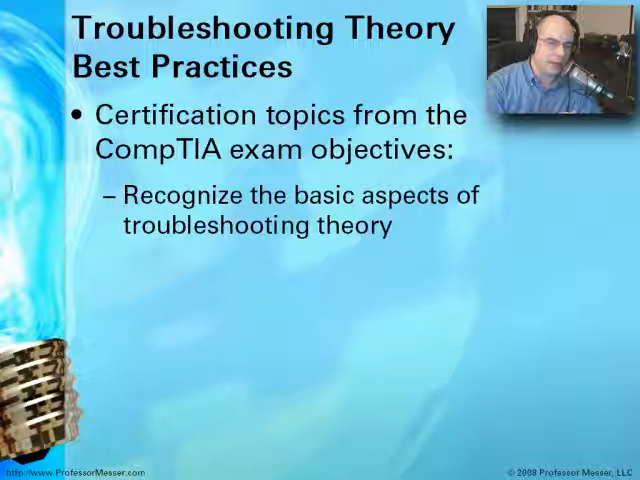 Troubleshooting Theory
Best Practices
• Certification topics from the
CompTIA exam objectives:
– Recognize the basic aspects of
troubleshooting theory
http://www.ProfessorMesser.com
© 2008 Professor Messer, LLC